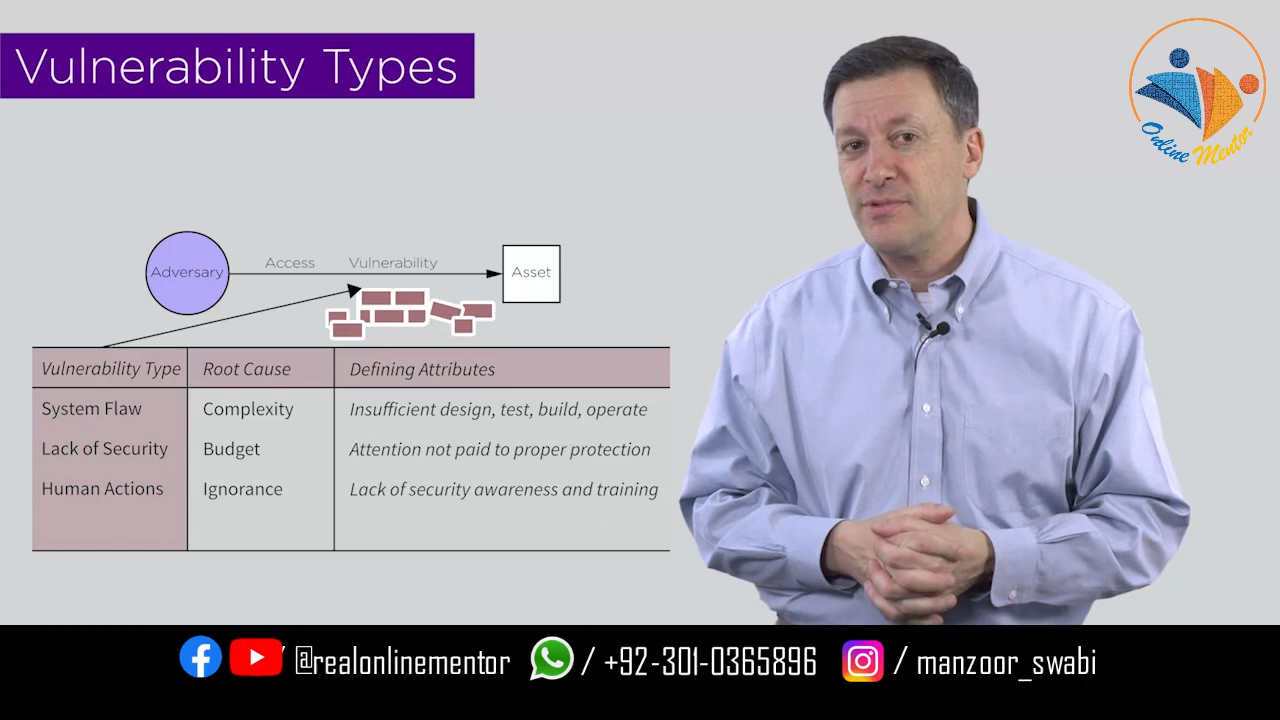 Vulnerability Types
Online Mentor
Adversary
Access
Vulnerability
Asset
Vulnerability Type
Root Cause
Defining Attributes
System Flaw
Complexity
Insufficient design, test, build, operate
Lack of Security
Budget
Attention not paid to proper protection
Human Actions
Ignorance
Lack of security awareness and training
/ @realonlinementor
/ +92-301-0365896
/ manzoor_swabi